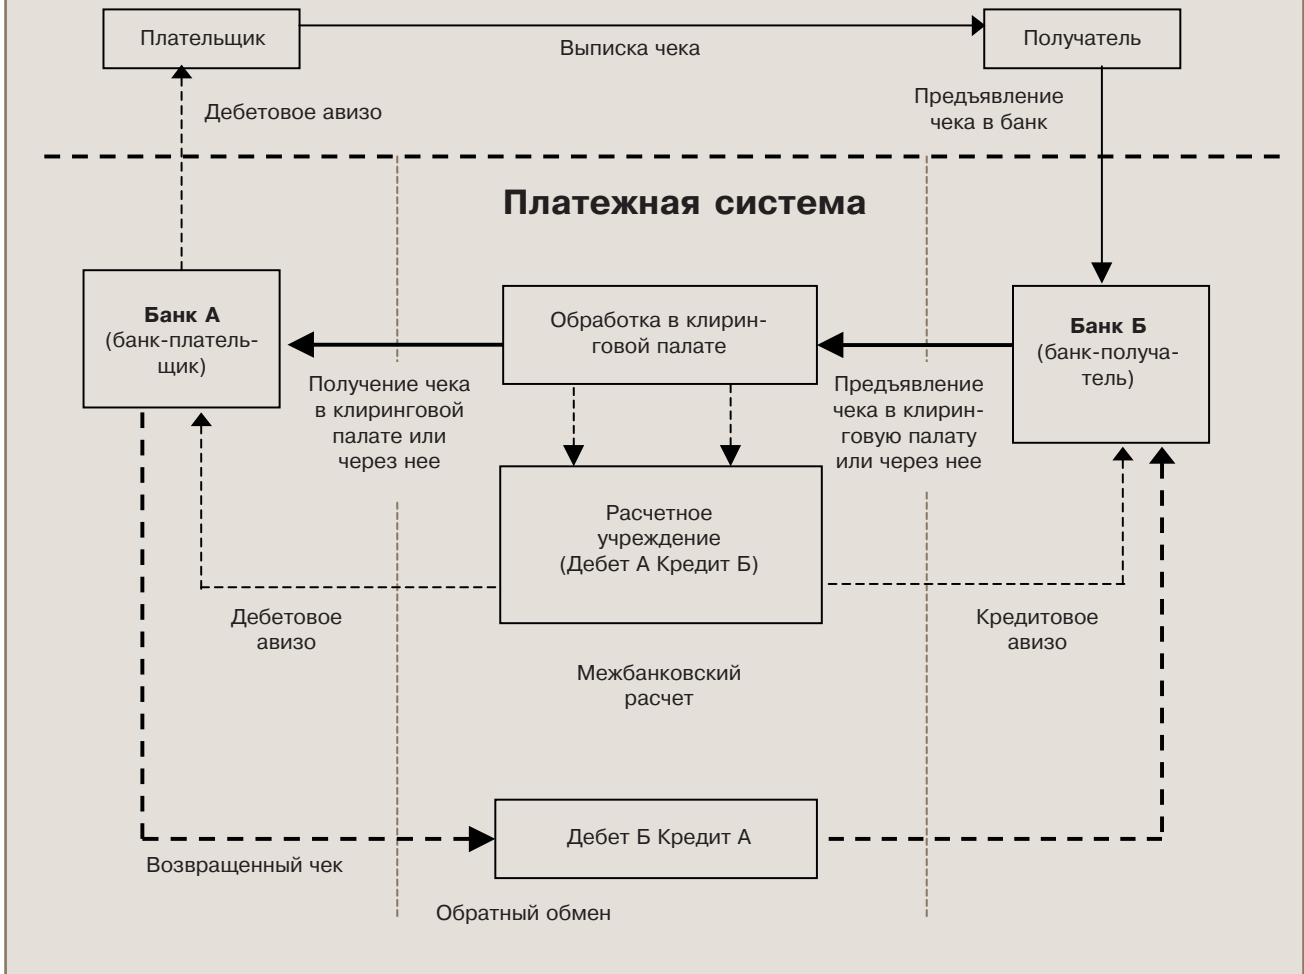 Плательщик
Выписка чека
Получатель
Дебетовое авизо
Предъявление
чека в банк
Платежная система
Банк А
(банк-платель-
щик)
Обработка в клирин-
говой палате
Банк Б
(банк-получа-
тель)
Получение чека
в клиринговой
палате или
через нее
Предъявление
чека в клирин-
говую палату
или через нее
Расчетное
учреждение
(Дебет А Кредит Б)
Дебетовое
авизо
Кредитовое
авизо
Межбанковский
расчет
Дебет Б Кредит А
Возвращенный чек
Обратный обмен